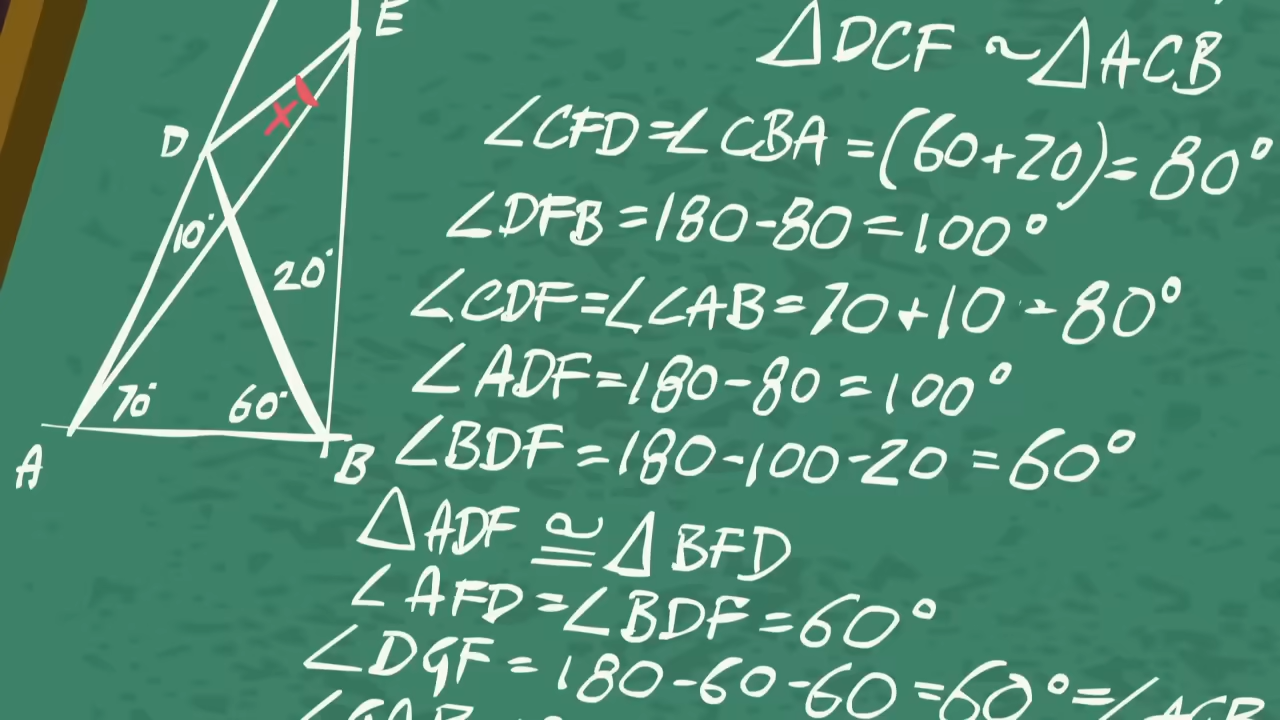 E
△DCF ~△ACB
D
∠CFD=∠CBA =(60+20)= 80°
∠DFB =180-80 =100°
10°
20°
∠CDF=∠CAB=70+10 - 80°
∠ADF=180-80 =100°
70°
60°
A
B
∠BDF =180-100-20 =60°
△ADF ≅ △BFD
∠AFD =∠BDF =60°
∠DGF = 180-60-60 =60°=∠ACB